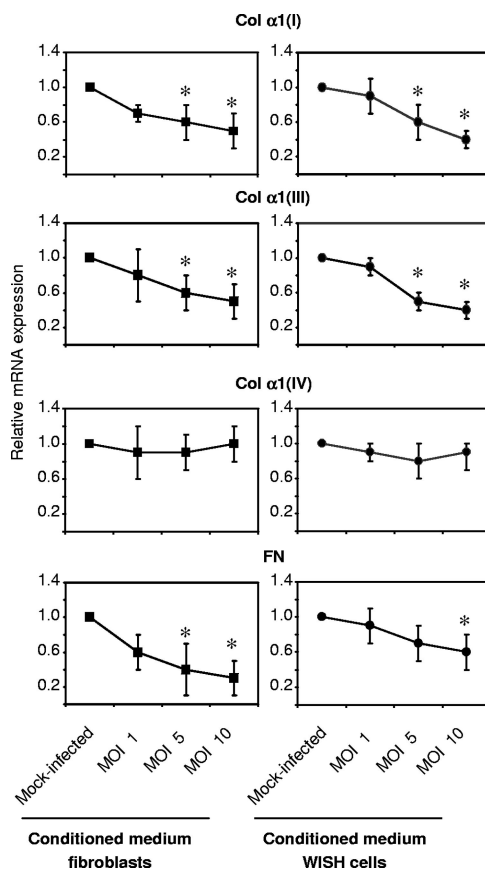 Col α1(I)
1.4 1.4
1.0 1.0
* * * *
0.6 0.6
0.2 0.2
Col α1(III)
1.4 1.4
1.0 1.0
* * * *
0.6 0.6
0.2 0.2
Relative mRNA expression
Col α1(IV)
1.4 1.4
1.0 1.0
0.6 0.6
0.2 0.2
FN
1.4 1.4
1.0 1.0
* * *
0.6 0.6
0.2 0.2
Mock-infected MOI 1 MOI 5 MOI 10 Mock-infected MOI 1 MOI 5 MOI 10
Conditioned medium Conditioned medium
fibroblasts WISH cells